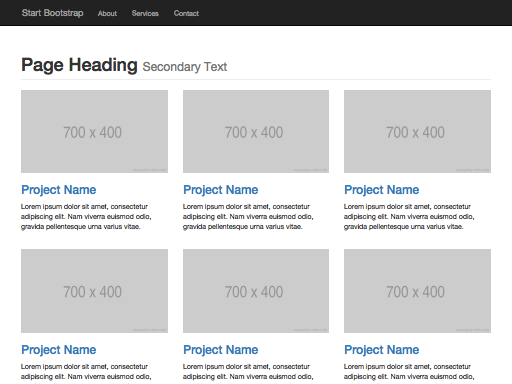 Start Bootstrap About Services Contact
Page Heading Secondary Text
700 x 400 700 x 400 700 x 400
Project Name Project Name Project Name
Lorem ipsum dolor sit amet, consectetur Lorem ipsum dolor sit amet, consectetur Lorem ipsum dolor sit amet, consectetur
adipiscing elit. Nam viverra euismod odio, adipiscing elit. Nam viverra euismod odio, adipiscing elit. Nam viverra euismod odio,
gravida pellentesque urna varius vitae. gravida pellentesque urna varius vitae. gravida pellentesque urna varius vitae.
700 x 400 700 x 400 700 x 400
Project Name Project Name Project Name
Lorem ipsum dolor sit amet, consectetur Lorem ipsum dolor sit amet, consectetur Lorem ipsum dolor sit amet, consectetur
adipiscing elit. Nam viverra euismod odio, adipiscing elit. Nam viverra euismod odio, adipiscing elit. Nam viverra euismod odio,